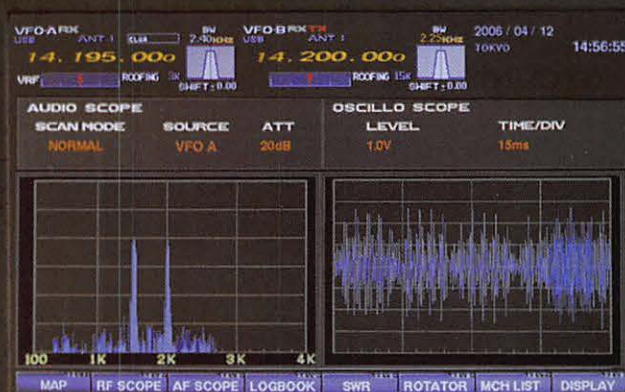 VFO-A RX
USB ANT 1
BW
2.40KHz
VFO-B RX TX
USB ANT 1
BW
2.25KHz
2006 / 04 / 12
TOKYO 14:56:55
14. 195. 00o
14. 200. 00o
VRF
ROOFING 3K
SHIFT ± 0.00
ROOFING 15K
SHIFT ± 0.00
AUDIO SCOPE
OSCILLO SCOPE
SCAN MODE SOURCE ATT
LEVEL TIME/DIV
NORMAL VFO A 20dB
1.0V 15ms
100 1K 2K 3K 4K
MAP RF SCOPE AF SCOPE LOGBOOK SWR ROTATOR MCH LIST DISPLAY